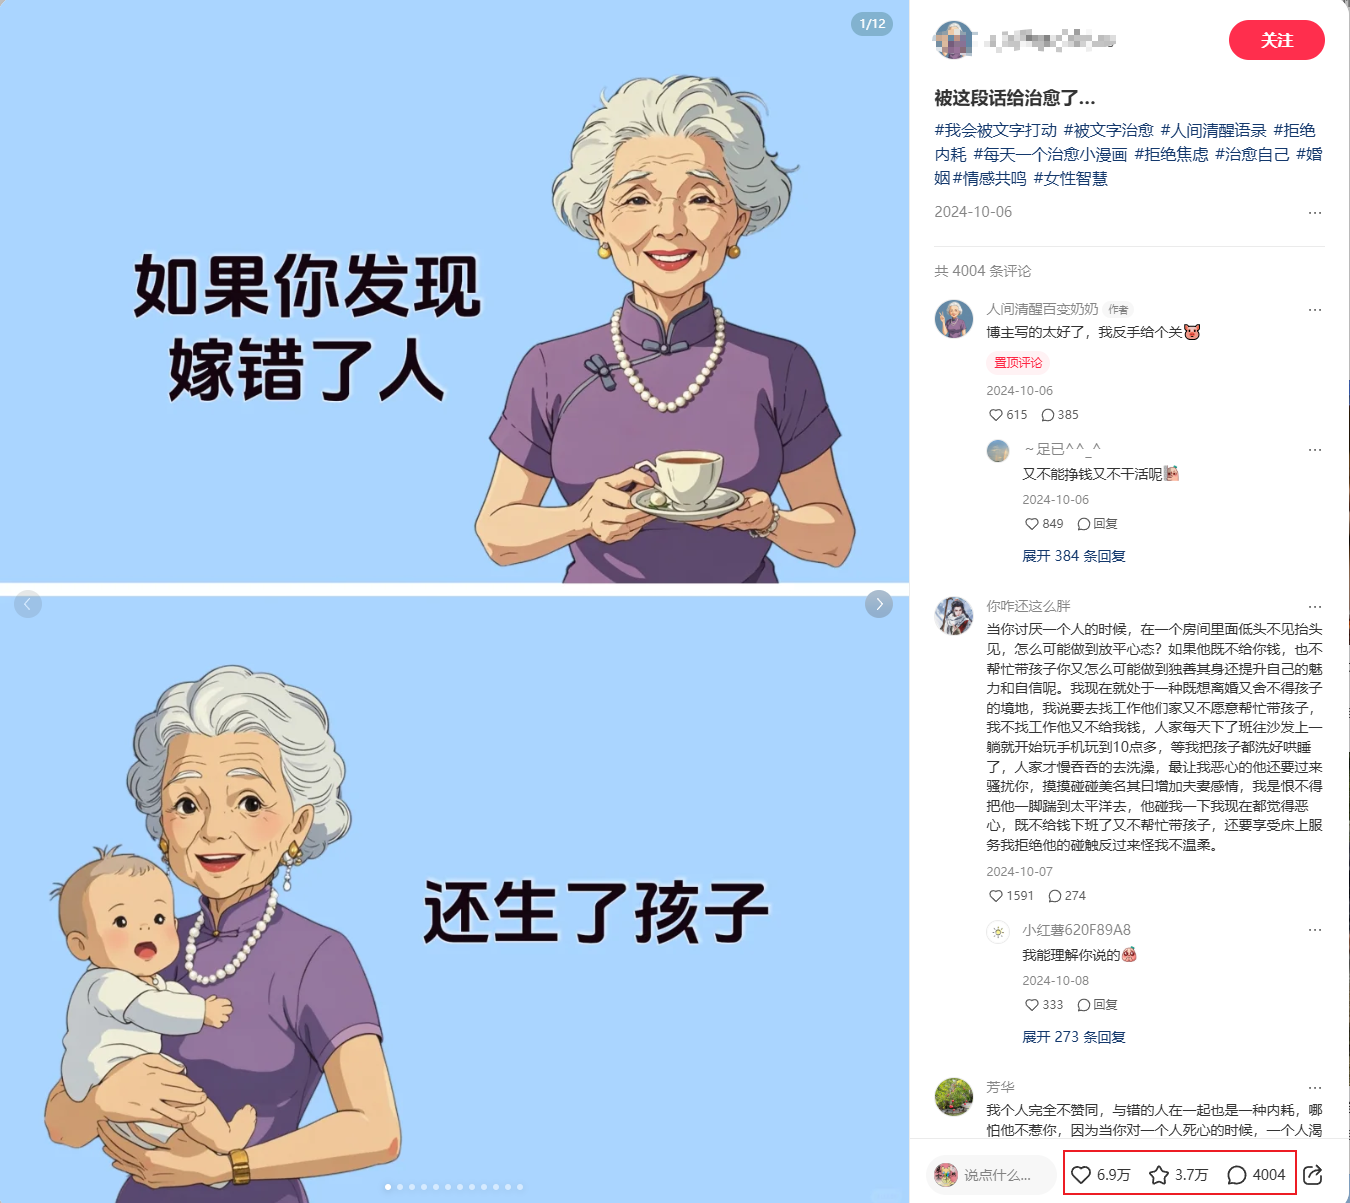 1/12
如果你发现
嫁错了人
还生了孩子
关注
被这段话给治愈了...
#我会被文字打动 #被文字治愈 #人间清醒语录 #拒绝
内耗 #每天一个治愈小漫画 #拒绝焦虑 #治愈自己 #婚
姻#情感共鸣 #女性智慧
2024-10-06
共 4004 条评论
人间清醒百变奶奶 作者
博主写的太好了，我反手给个关
置顶评论
2024-10-06
615 385
～足已^^_^
又不能挣钱又不干活呢
2024-10-06
849 回复
展开 384 条回复
你咋还这么胖
当你讨厌一个人的时候，在一个房间里面低头不见抬头
见，怎么可能做到放平心态？如果他既不给你钱，也不
帮忙带孩子你又怎么可能做到独善其身还提升自己的魅
力和自信呢。我现在就处于一种既想离婚又舍不得孩子
的境地，我说要去找工作他们家又不愿意帮忙带孩子，
我不找工作他又不给我钱，人家每天下了班往沙发上一
躺就开始玩手机玩到10点多，等我把孩子都洗好哄睡
了，人家才慢吞吞的去洗澡，最让我恶心的他还要过来
骚扰你，摸摸碰碰美名其曰增加夫妻感情，我是恨不得
把他一脚踹到太平洋去，他碰我一下我现在都觉得恶
心，既不给钱下班了又不帮忙带孩子，还要享受床上服
务我拒绝他的碰触反过来怪我不温柔。
2024-10-07
1591 274
小红薯620F89A8
我能理解你说的
2024-10-08
333 回复
展开 273 条回复
芳华
我个人完全不赞同，与错的人在一起也是一种内耗，哪
怕他不惹你，因为当你对一个人死心的时候，一个人渴
说点什么... 6.9万 3.7万 4004